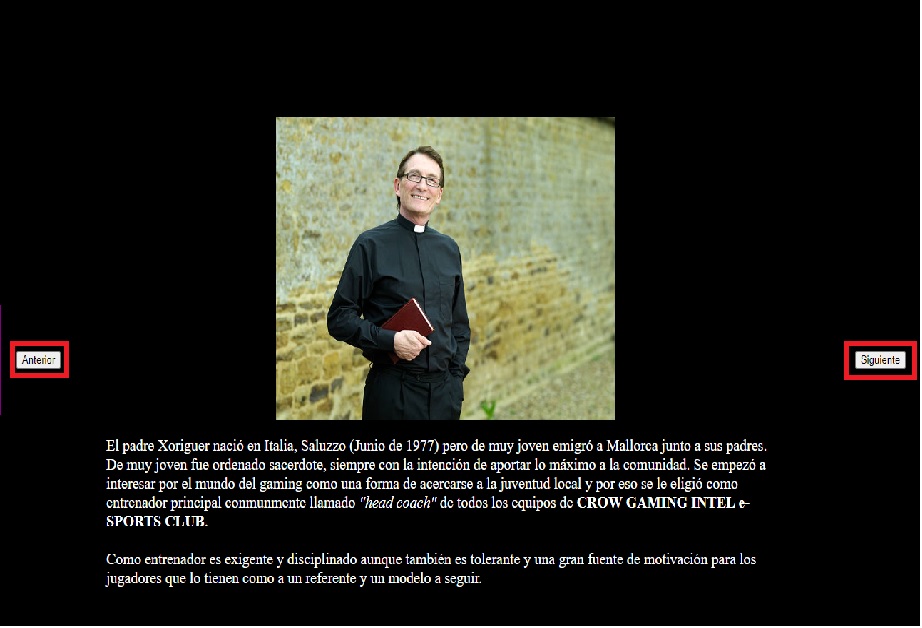 Anterior
Siguiente
El padre Xoriguer nació en Italia, Saluzzo (Junio de 1977) pero de muy joven emigró a Mallorca junto a sus padres.
De muy joven fue ordenado sacerdote, siempre con la intención de aportar lo máximo a la comunidad. Se empezó a
interesar por el mundo del gaming como una forma de acercarse a la juventud local y por eso se le eligió como
entrenador principal conmunmente llamado "head coach" de todos los equipos de CROW GAMING INTEL e-
SPORTS CLUB.
Como entrenador es exigente y disciplinado aunque también es tolerante y una gran fuente de motivación para los
jugadores que lo tienen como a un referente y un modelo a seguir.